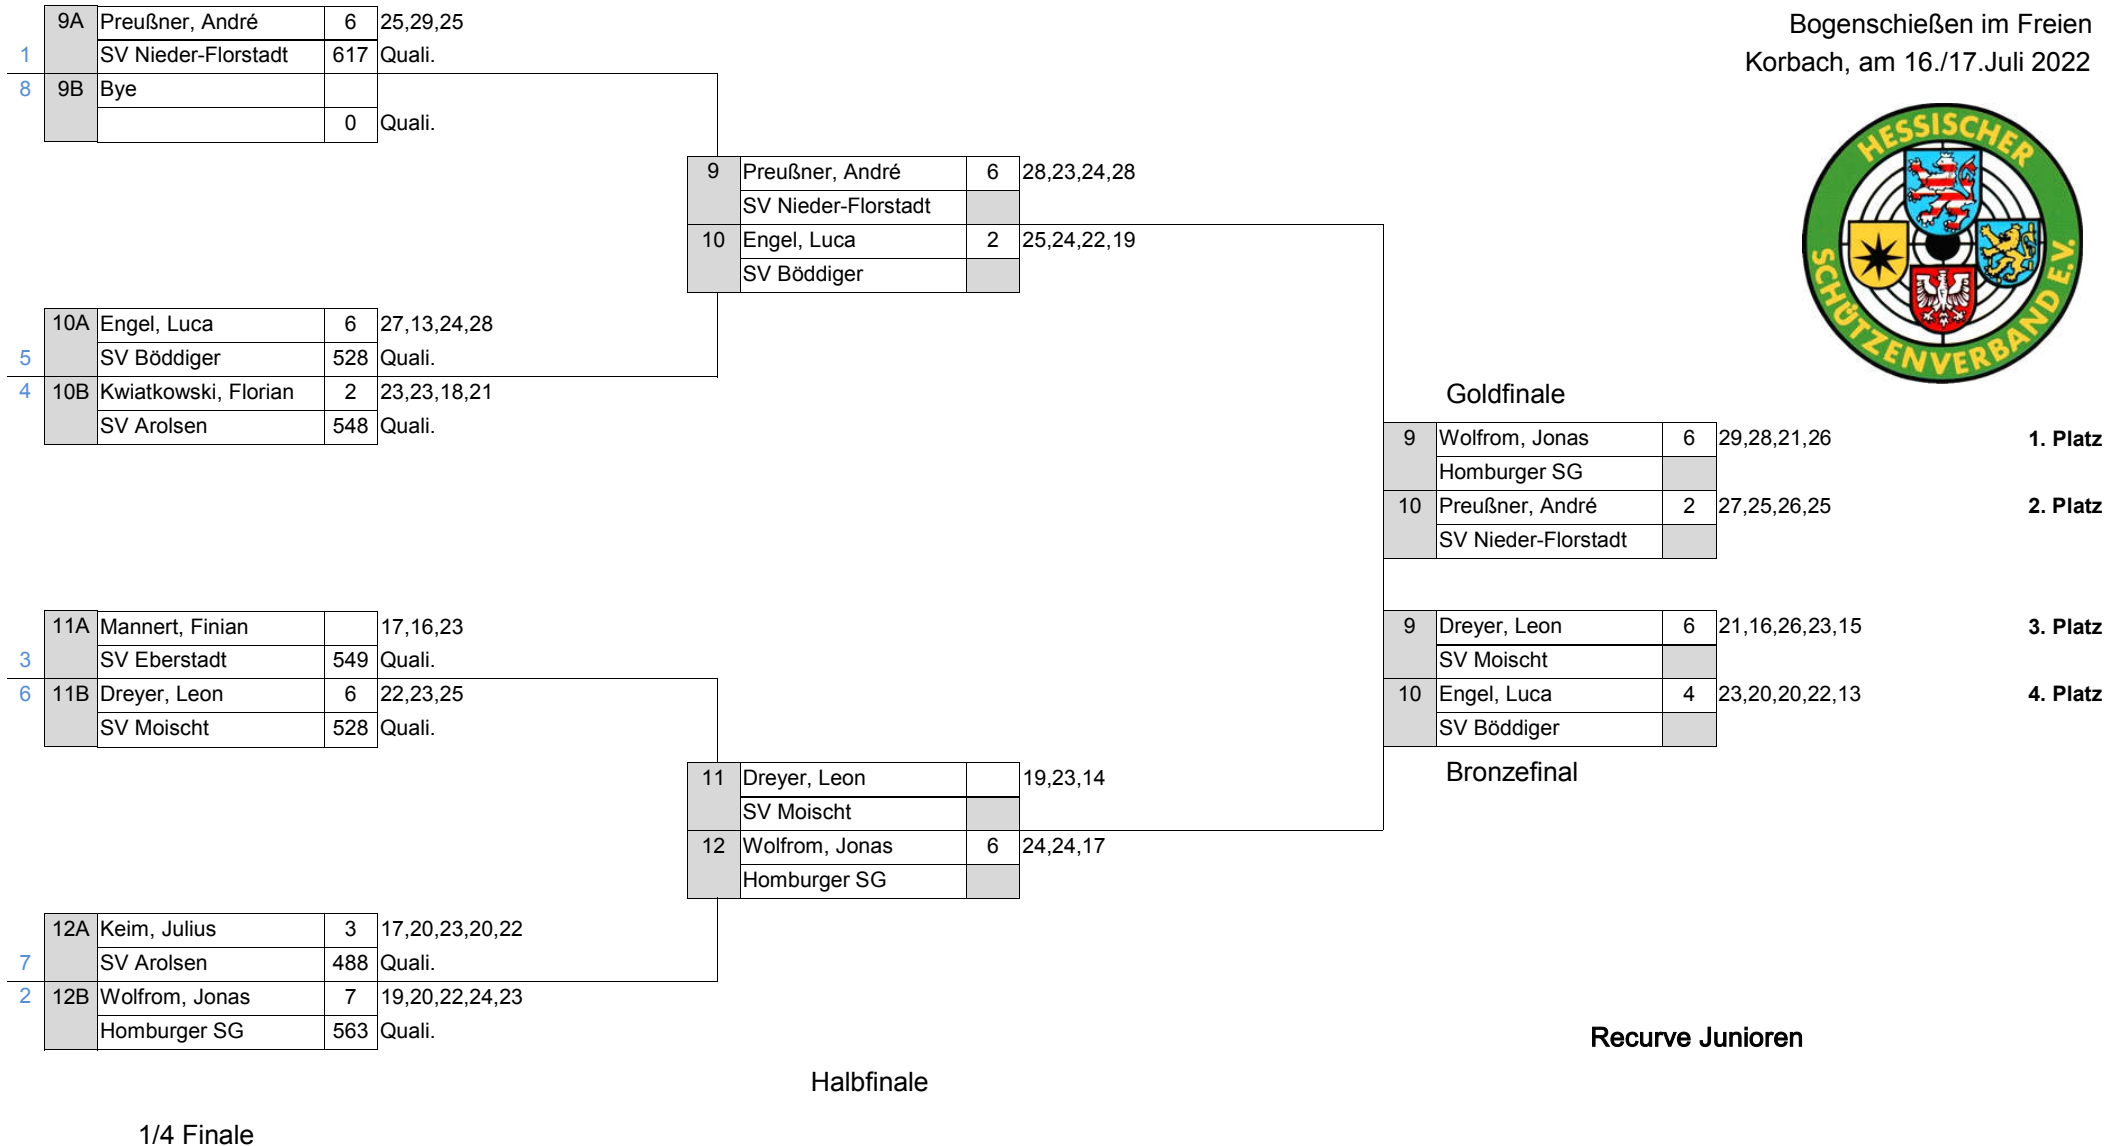 Bogenschießen im Freien
Korbach, am 16./17.Juli 2022
HESSISCHER
SCHÜTZENVERBAND E.V.
9A Preußner, André 6 25,29,25
1 SV Nieder-Florstadt 617 Quali.
8 9B Bye
0 Quali.
10A Engel, Luca 6 27,13,24,28
5 SV Böddiger 528 Quali.
4 10B Kwiatkowski, Florian 2 23,23,18,21
SV Arolsen 548 Quali.
11A Mannert, Finian 17,16,23
3 SV Eberstadt 549 Quali.
6 11B Dreyer, Leon 6 22,23,25
SV Moischt 528 Quali.
12A Keim, Julius 3 17,20,23,20,22
7 SV Arolsen 488 Quali.
2 12B Wolfrom, Jonas 7 19,20,22,24,23
Homburger SG 563 Quali.
1/4 Finale
9 Preußner, André 6 28,23,24,28
SV Nieder-Florstadt
10 Engel, Luca 2 25,24,22,19
SV Böddiger
11 Dreyer, Leon 19,23,14
SV Moischt
12 Wolfrom, Jonas 6 24,24,17
Homburger SG
Halbfinale
Goldfinale
9 Wolfrom, Jonas 6 29,28,21,26 1. Platz
Homburger SG
10 Preußner, André 2 27,25,26,25 2. Platz
SV Nieder-Florstadt
9 Dreyer, Leon 6 21,16,26,23,15 3. Platz
SV Moischt
10 Engel, Luca 4 23,20,20,22,13 4. Platz
SV Böddiger
Bronzefinal
Recurve Junioren